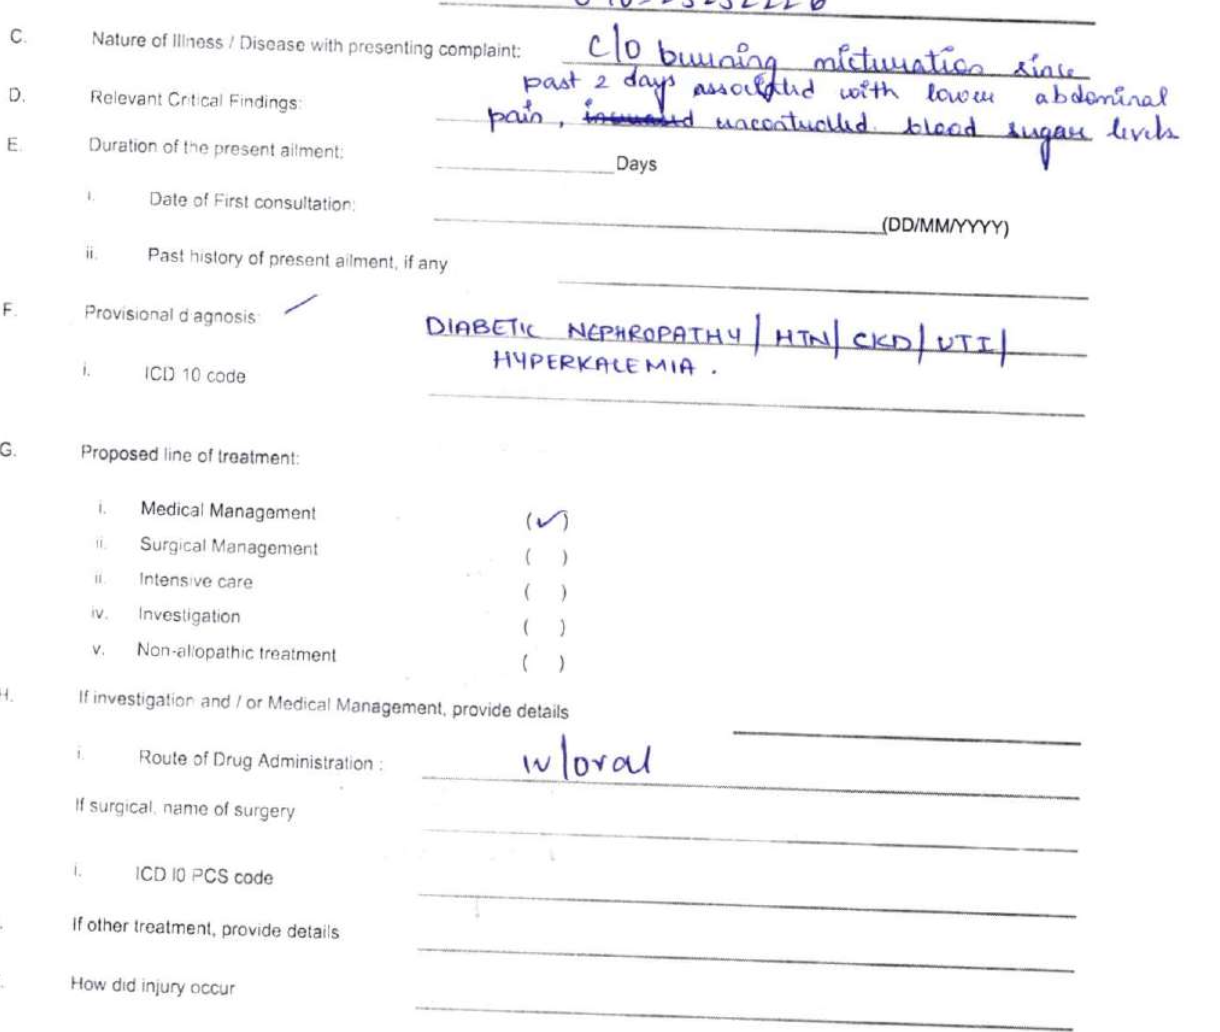 C. Nature of Illness / Disease with presenting complaint: C/O burning micturation since
past 2 days associated with lower abdominal
D. Relevant Critical Findings: pain, uncontrolled blood sugar levels
E. Duration of the present ailment: Days
i. Date of First consultation: (DD/MM/YYYY)
ii. Past history of present ailment, if any
F. Provisional diagnosis: DIABETIC NEPHROPATHY / HTN / CKD / UTI /
HYPERKALEMIA .
i. ICD 10 code
G. Proposed line of treatment:
i. Medical Management (✓)
ii. Surgical Management ( )
ii. Intensive care ( )
iv. Investigation ( )
v. Non-allopathic treatment ( )
H. If investigation and / or Medical Management, provide details
i. Route of Drug Administration : IV/oral
If surgical, name of surgery
i. ICD I0 PCS code
If other treatment, provide details
How did injury occur